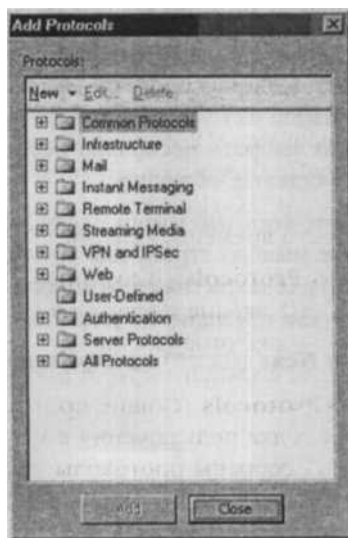 Add Protocols
Protocols:
New Edit... Delete
Common Protocols
Infrastructure
Mail
Instant Messaging
Remote Terminal
Streaming Media
VPN and IPSec
Web
User-Defined
Authentication
Server Protocols
All Protocols
Add... Close